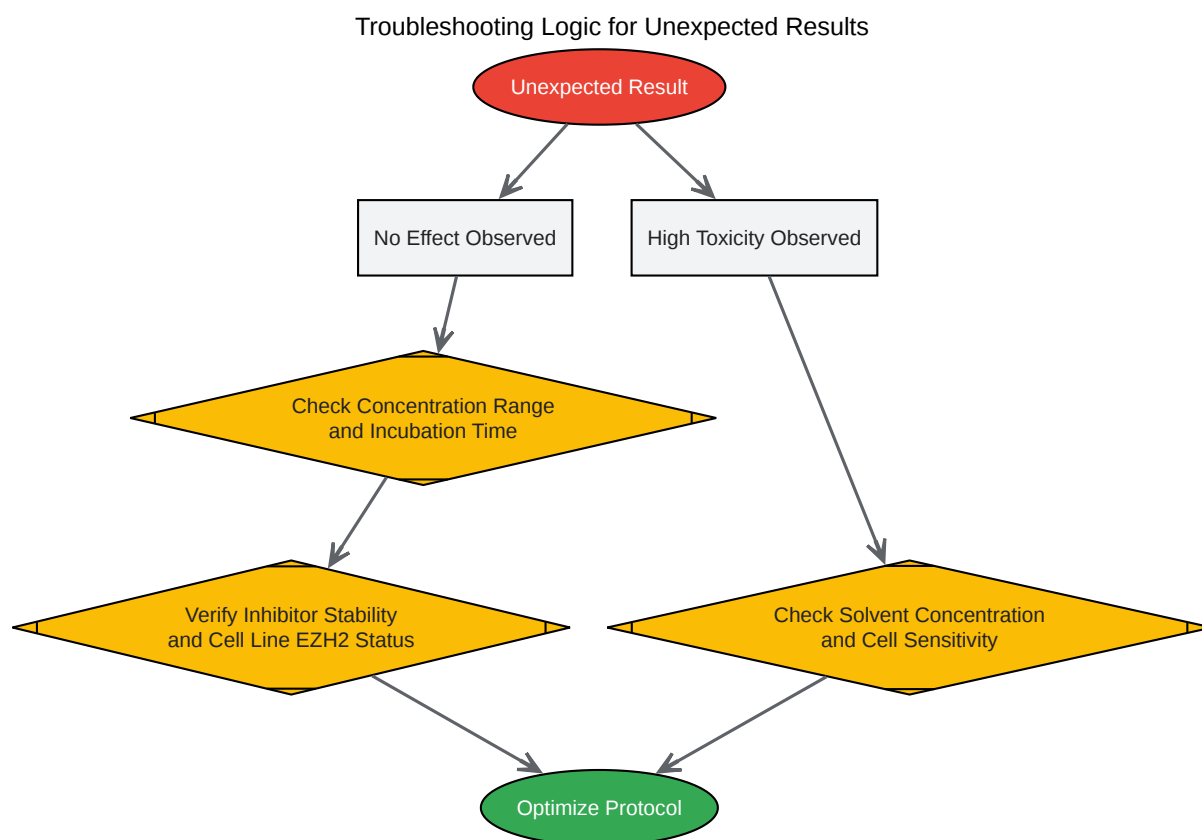 Troubleshooting Logic for Unexpected Results
Unexpected Result
No Effect Observed
High Toxicity Observed
Check Concentration Range
and Incubation Time
Verify Inhibitor Stability
and Cell Line EZH2 Status
Check Solvent Concentration
and Cell Sensitivity
Optimize Protocol